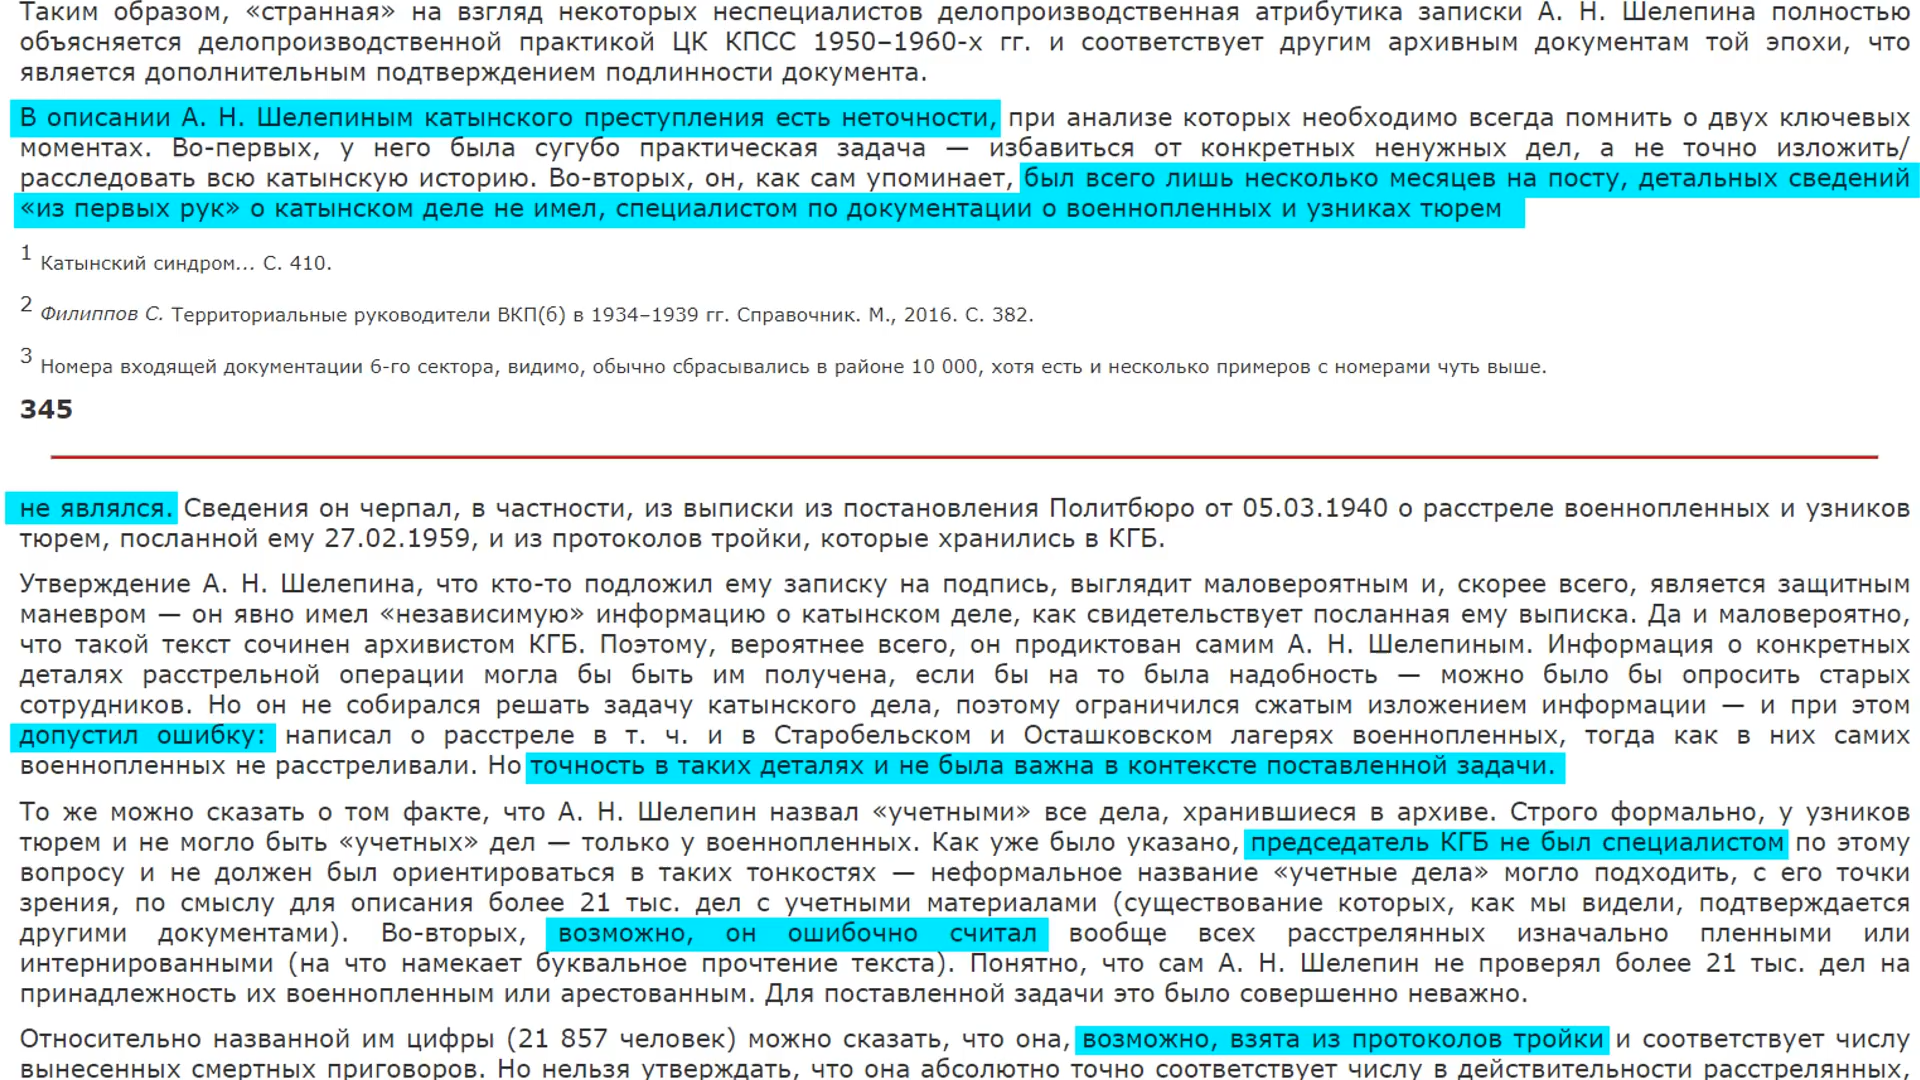 Таким образом, «странная» на взгляд некоторых неспециалистов делопроизводственная атрибутика записки А. Н. Шелепина полностью
объясняется делопроизводственной практикой ЦК КПСС 1950–1960-х гг. и соответствует другим архивным документам той эпохи, что
является дополнительным подтверждением подлинности документа.
В описании А. Н. Шелепиным катынского преступления есть неточности, при анализе которых необходимо всегда помнить о двух ключевых
моментах. Во-первых, у него была сугубо практическая задача — избавиться от конкретных ненужных дел, а не точно изложить/
расследовать всю катынскую историю. Во-вторых, он, как сам упоминает, был всего лишь несколько месяцев на посту, детальных сведений
«из первых рук» о катынском деле не имел, специалистом по документации о военнопленных и узниках тюрем
1 Катынский синдром... С. 410.
2 Филиппов С. Территориальные руководители ВКП(б) в 1934–1939 гг. Справочник. М., 2016. С. 382.
3 Номера входящей документации 6-го сектора, видимо, обычно сбрасывались в районе 10 000, хотя есть и несколько примеров с номерами чуть выше.
345
не являлся. Сведения он черпал, в частности, из выписки из постановления Политбюро от 05.03.1940 о расстреле военнопленных и узников
тюрем, посланной ему 27.02.1959, и из протоколов тройки, которые хранились в КГБ.
Утверждение А. Н. Шелепина, что кто-то подложил ему записку на подпись, выглядит маловероятным и, скорее всего, является защитным
маневром — он явно имел «независимую» информацию о катынском деле, как свидетельствует посланная ему выписка. Да и маловероятно,
что такой текст сочинен архивистом КГБ. Поэтому, вероятнее всего, он продиктован самим А. Н. Шелепиным. Информация о конкретных
деталях расстрельной операции могла бы быть им получена, если бы на то была надобность — можно было бы опросить старых
сотрудников. Но он не собирался решать задачу катынского дела, поэтому ограничился сжатым изложением информации — и при этом
допустил ошибку: написал о расстреле в т. ч. и в Старобельском и Осташковском лагерях военнопленных, тогда как в них самих
военнопленных не расстреливали. Но точность в таких деталях и не была важна в контексте поставленной задачи.
То же можно сказать о том факте, что А. Н. Шелепин назвал «учетными» все дела, хранившиеся в архиве. Строго формально, у узников
тюрем и не могло быть «учетных» дел — только у военнопленных. Как уже было указано, председатель КГБ не был специалистом по этому
вопросу и не должен был ориентироваться в таких тонкостях — неформальное название «учетные дела» могло подходить, с его точки
зрения, по смыслу для описания более 21 тыс. дел с учетными материалами (существование которых, как мы видели, подтверждается
другими документами). Во-вторых, возможно, он ошибочно считал вообще всех расстрелянных изначально пленными или
интернированными (на что намекает буквальное прочтение текста). Понятно, что сам А. Н. Шелепин не проверял более 21 тыс. дел на
принадлежность их военнопленным или арестованным. Для поставленной задачи это было совершенно неважно.
Относительно названной им цифры (21 857 человек) можно сказать, что она, возможно, взята из протоколов тройки и соответствует числу
вынесенных смертных приговоров. Но нельзя утверждать, что она абсолютно точно соответствует числу в действительности расстрелянных,